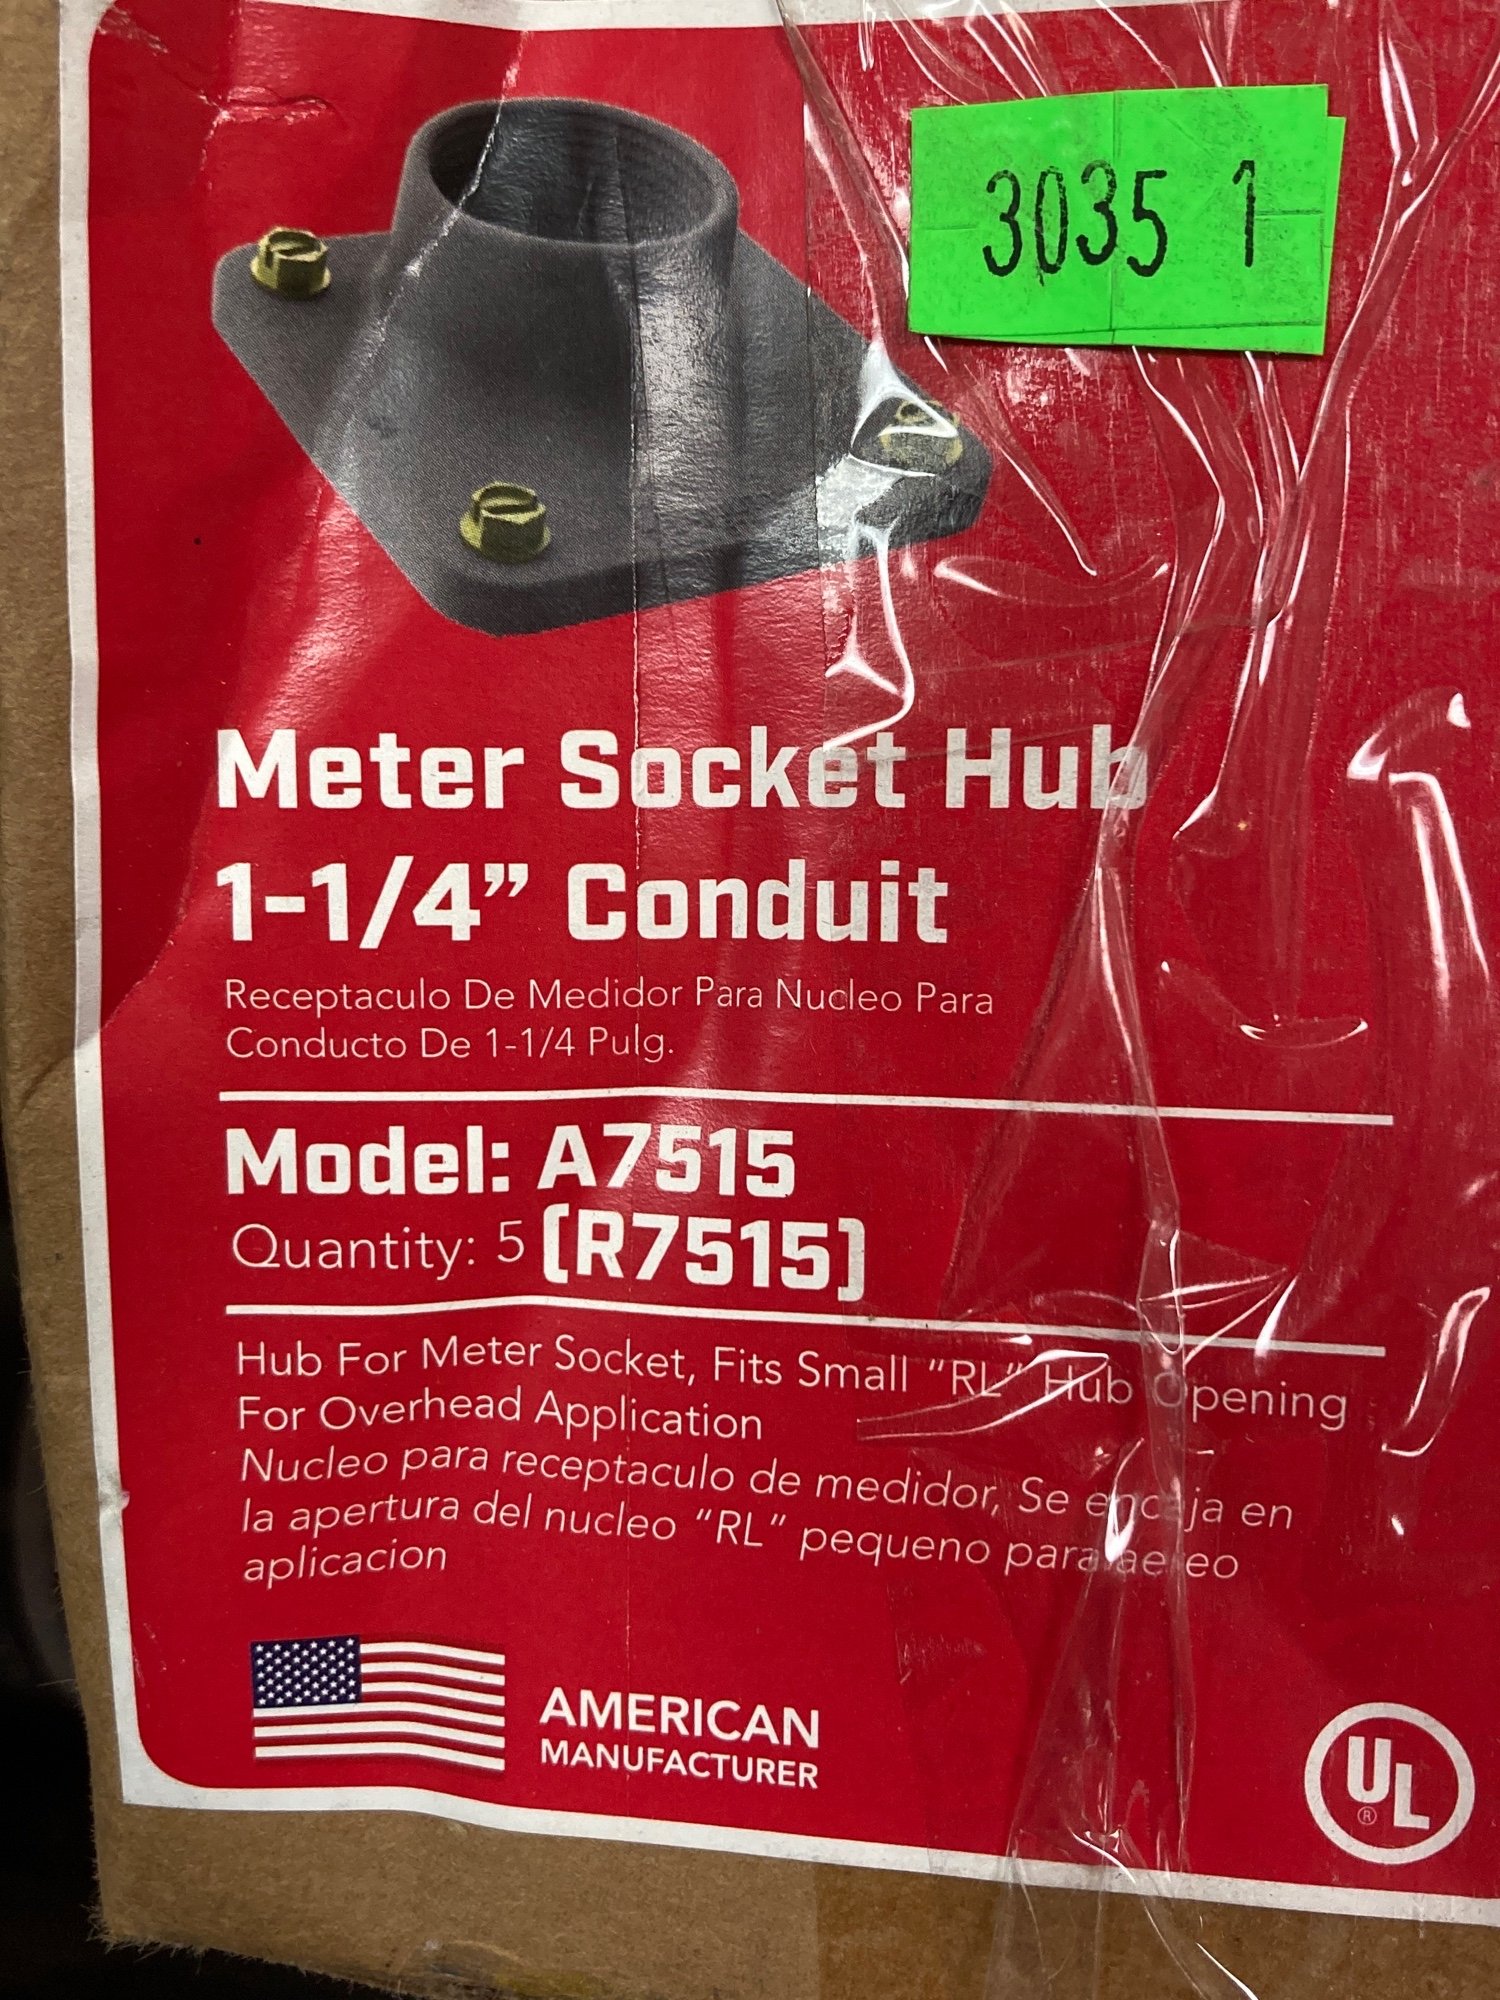 3035 1
Meter Socket Hub
1-1/4” Conduit
Receptaculo De Medidor Para Nucleo Para
Conducto De 1-1/4 Pulg.
Model: A7515
Quantity: 5 (R7515)
Hub For Meter Socket, Fits Small “RL” Hub Opening
For Overhead Application
Nucleo para receptaculo de medidor, Se encaja en
la apertura del nucleo “RL” pequeno para aereo
aplicacion
AMERICAN
MANUFACTURER
UL
®